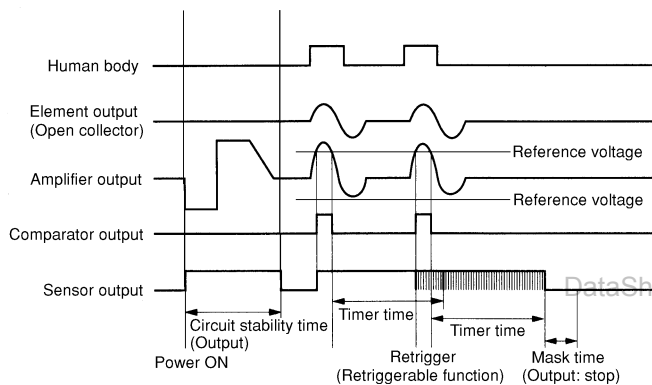 Human body
Element output
(Open collector)
Reference voltage
Amplifier output
Reference voltage
Comparator output
Sensor output
DataSh
Circuit stability time
(Output)
Timer time
Timer time
Power ON
Retrigger
(Retriggerable function)
Mask time
(Output: stop)